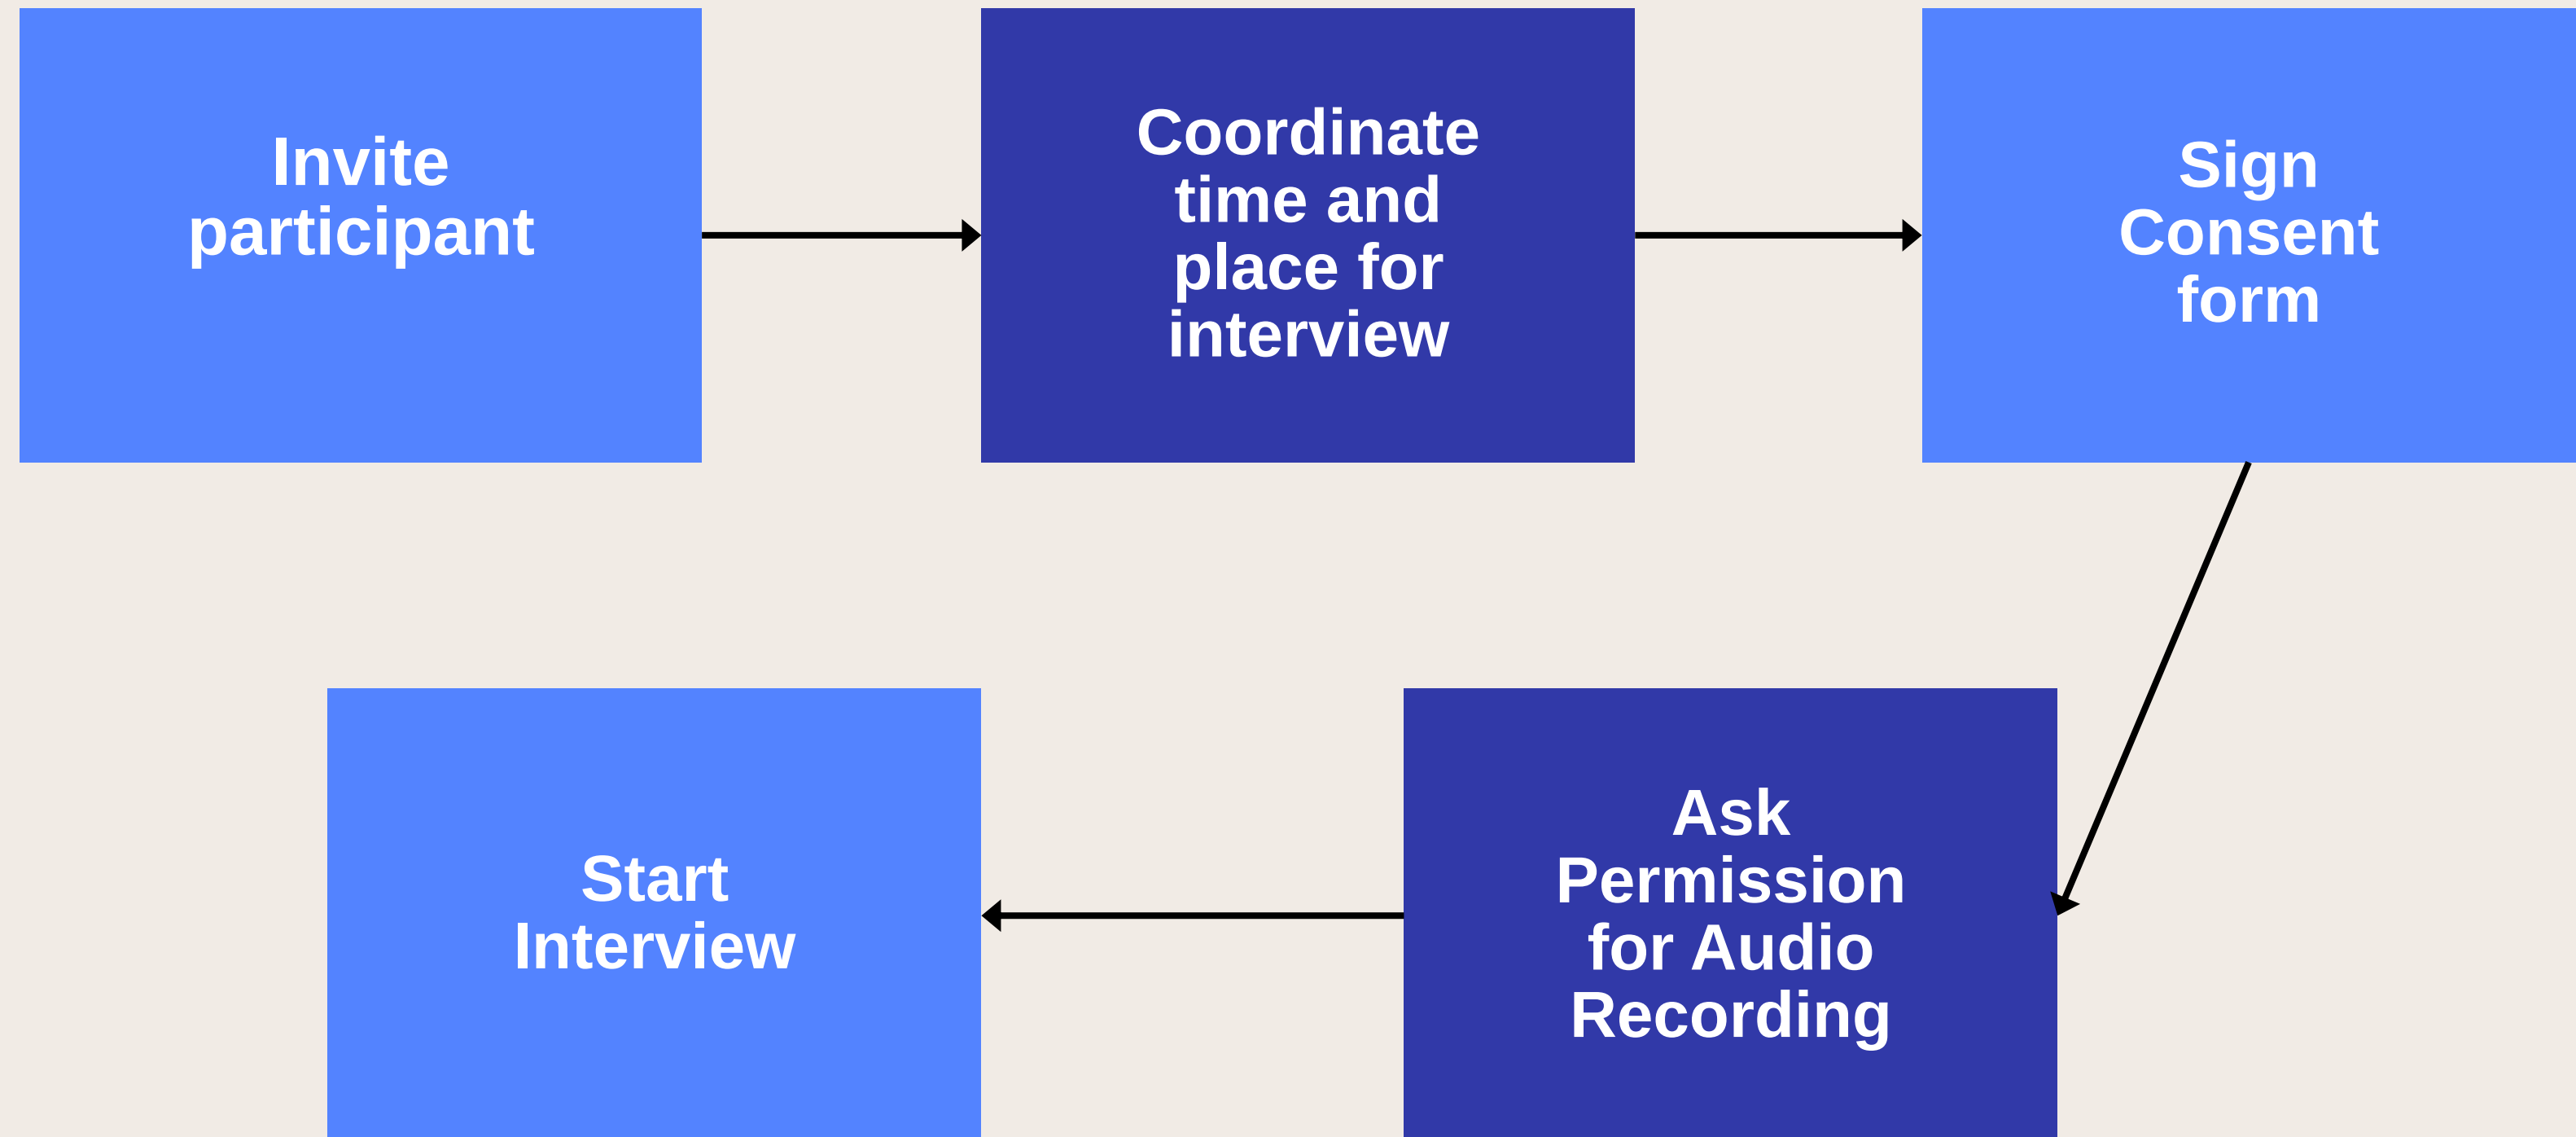 Invite
participant
Coordinate
time and
place for
interview
Sign
Consent
form
Ask
Permission
for Audio
Recording
Start
Interview